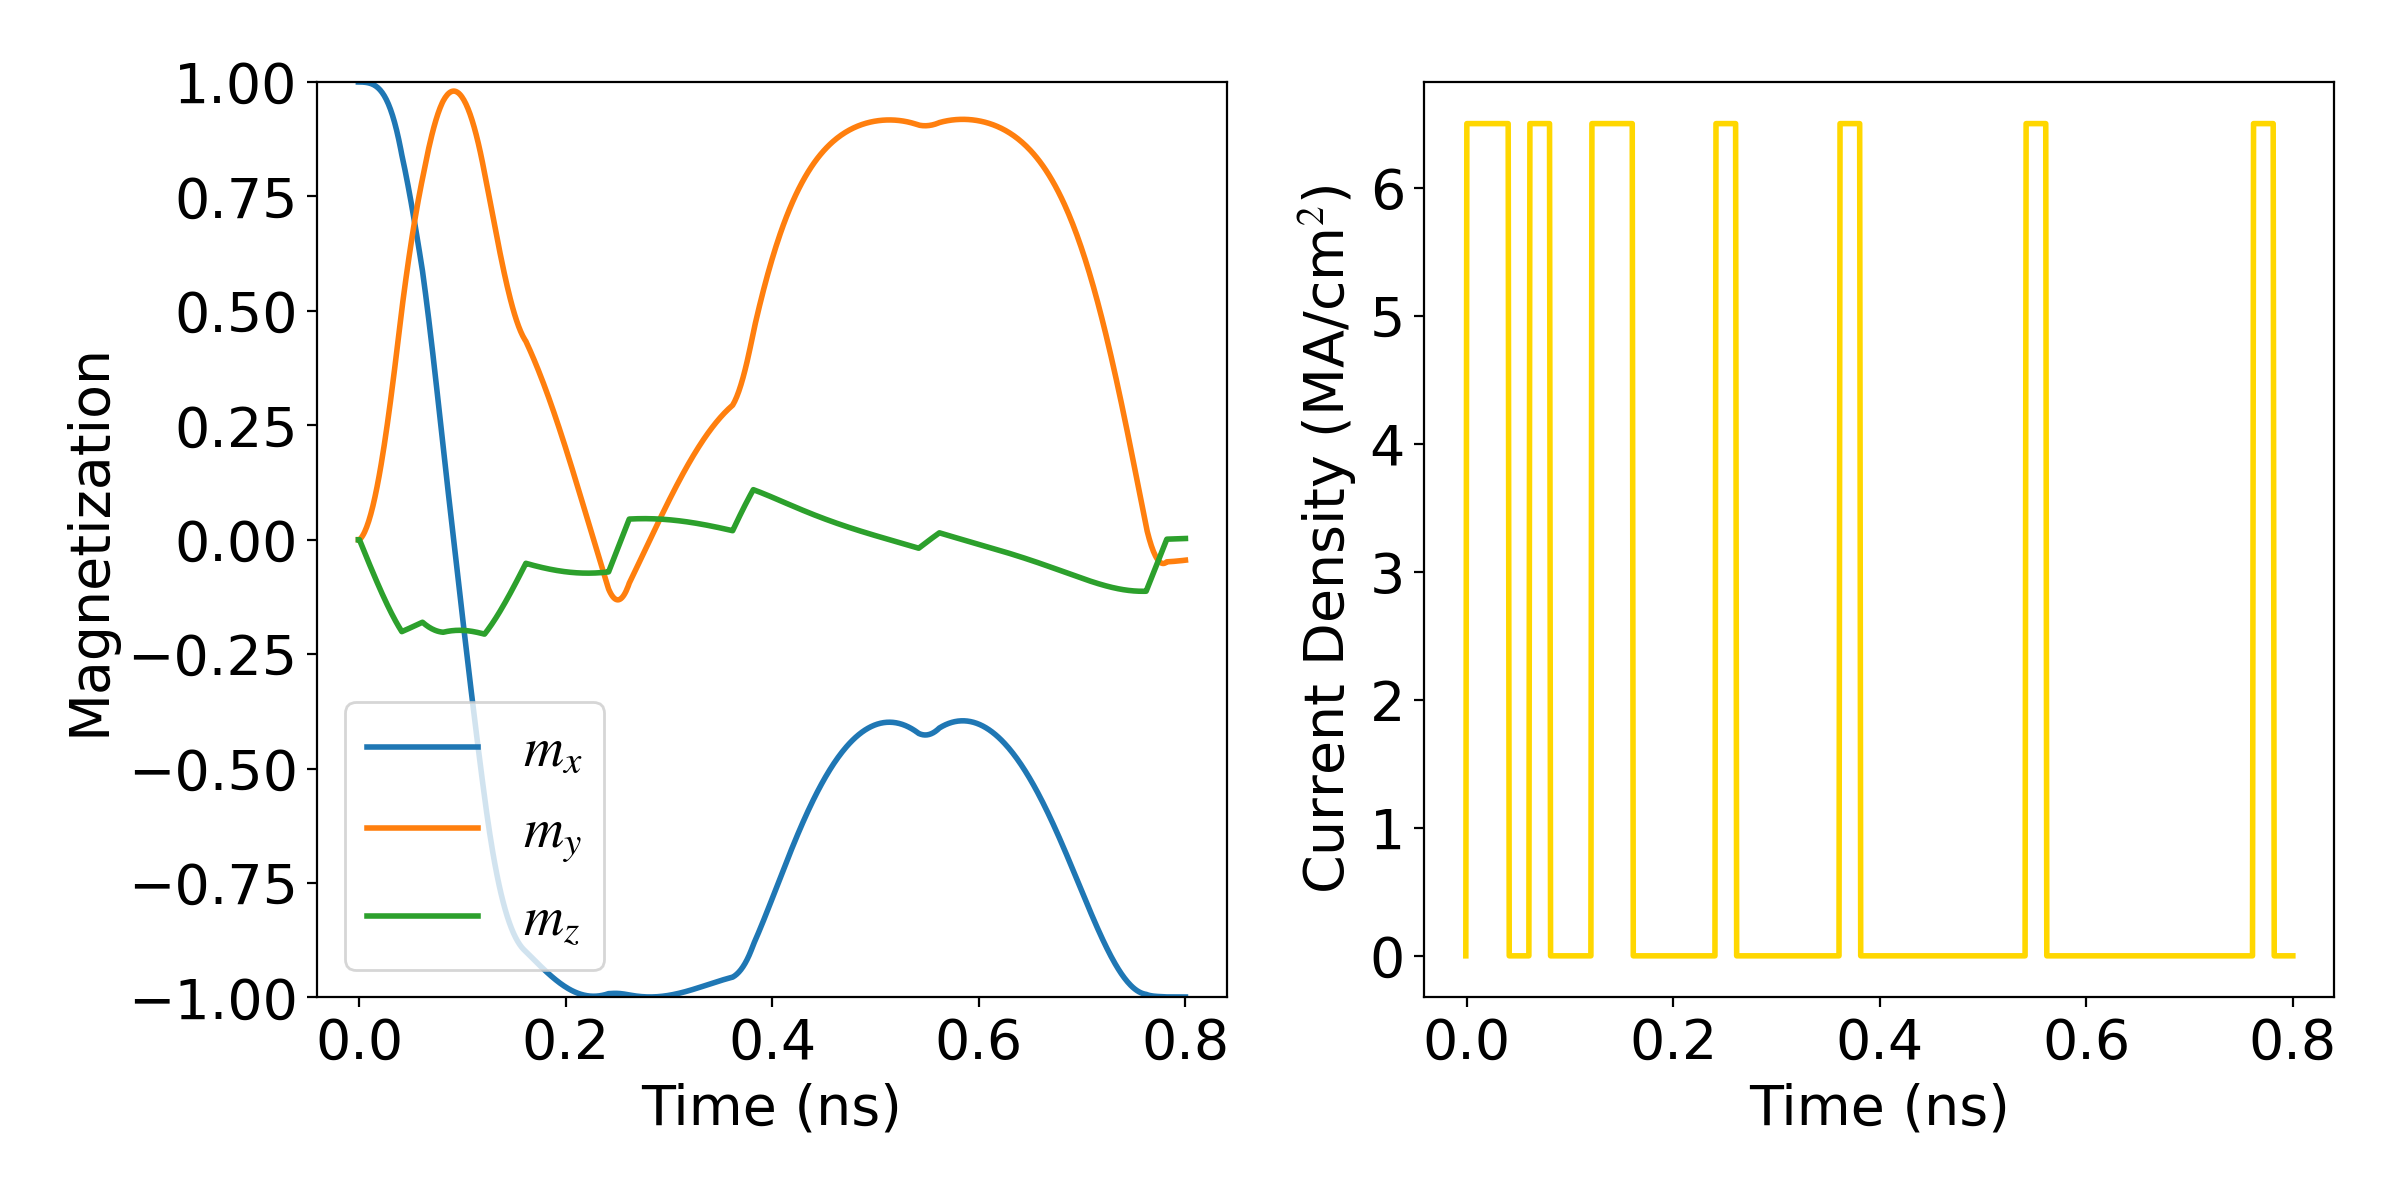 Magnetization
1.00
0.75
0.50
0.25
0.00
−0.25
−0.50
−0.75
−1.00
m_x
m_y
m_z
0.0 0.2 0.4 0.6 0.8
Time (ns)
Current Density (MA/cm²)
6
5
4
3
2
1
0
0.0 0.2 0.4 0.6 0.8
Time (ns)